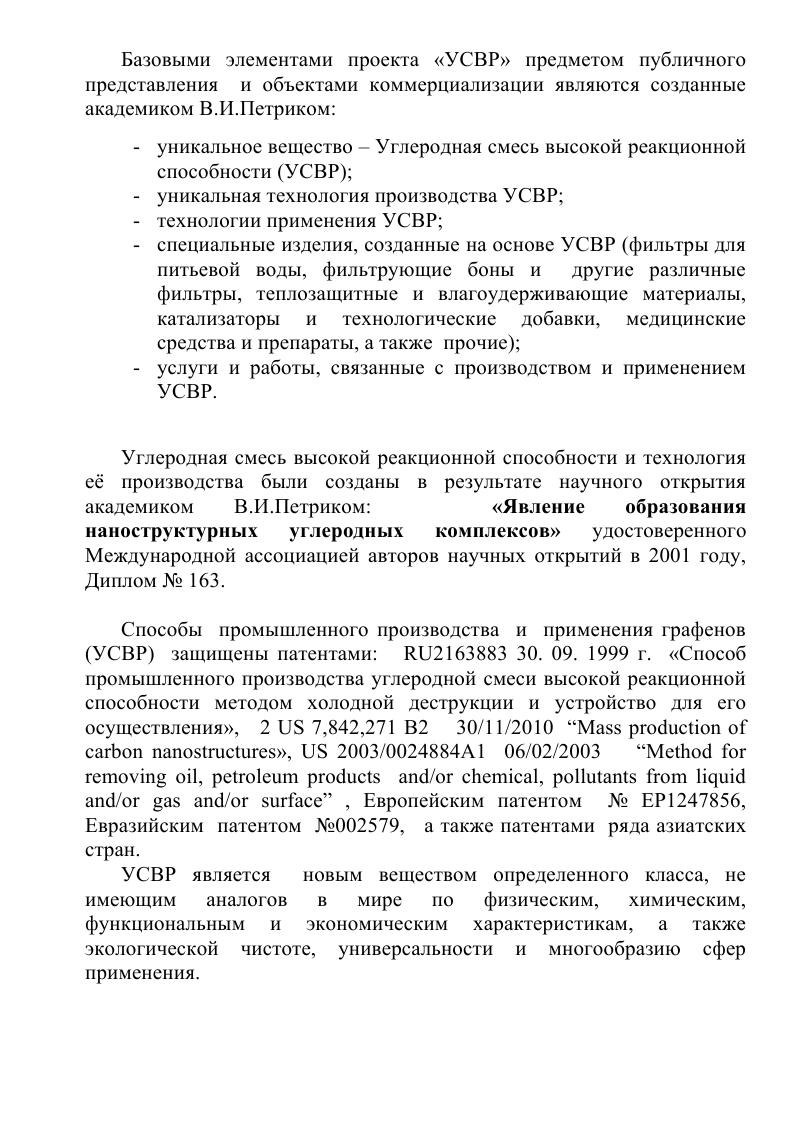 Базовыми элементами проекта «УСВР» предметом публичного
представления и объектами коммерциализации являются созданные
академиком В.И.Петриком:
- уникальное вещество – Углеродная смесь высокой реакционной
способности (УСВР);
- уникальная технология производства УСВР;
- технологии применения УСВР;
- специальные изделия, созданные на основе УСВР (фильтры для
питьевой воды, фильтрующие боны и другие различные
фильтры, теплозащитные и влагоудерживающие материалы,
катализаторы и технологические добавки, медицинские
средства и препараты, а также прочие);
- услуги и работы, связанные с производством и применением
УСВР.
Углеродная смесь высокой реакционной способности и технология
её производства были созданы в результате научного открытия
академиком В.И.Петриком: «Явление образования
наноструктурных углеродных комплексов» удостоверенного
Международной ассоциацией авторов научных открытий в 2001 году,
Диплом № 163.
Способы промышленного производства и применения графенов
(УСВР) защищены патентами: RU2163883 30. 09. 1999 г. «Способ
промышленного производства углеродной смеси высокой реакционной
способности методом холодной деструкции и устройство для его
осуществления», 2 US 7,842,271 B2 30/11/2010 “Mass production of
carbon nanostructures», US 2003/0024884A1 06/02/2003 “Method for
removing oil, petroleum products and/or chemical, pollutants from liquid
and/or gas and/or surface” , Европейским патентом № EP1247856,
Евразийским патентом №002579, а также патентами ряда азиатских
стран.
УСВР является новым веществом определенного класса, не
имеющим аналогов в мире по физическим, химическим,
функциональным и экономическим характеристикам, а также
экологической чистоте, универсальности и многообразию сфер
применения.